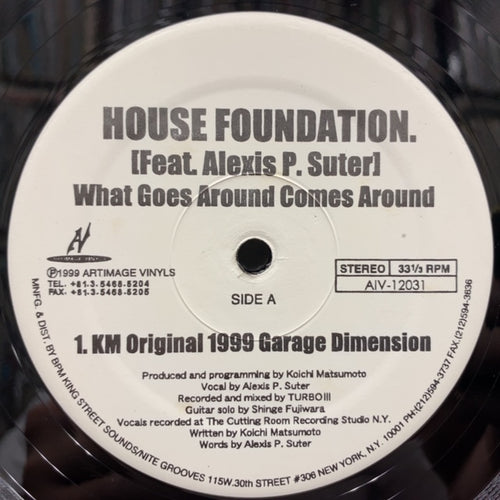 HOUSE FOUNDATION.
[Feat. Alexis P. Suter]
What Goes Around Comes Around
Ⓟ1999 ARTIMAGE VINYLS
TEL. +81.3.5468-5204
FAX. +81.3.5468-5205
STEREO 33 1/3 RPM
AIV-12031
SIDE A
1. KM Original 1999 Garage Dimension
Produced and programming by Koichi Matsumoto
Vocal by Alexis P. Suter
Recorded and mixed by TURBO III
Guitar solo by Shinge Fujiwara
Vocals recorded at The Cutting Room Recording Studio N.Y.
Written by Koichi Matsumoto
Words by Alexis P. Suter
MNFG. & DIST. BY BPM KING STREET SOUNDS/NITE GROOVES 115W.30th STREET #306 NEW YORK, N.Y. 10001 PH-(212)594-3737 FAX.(212)594-3636